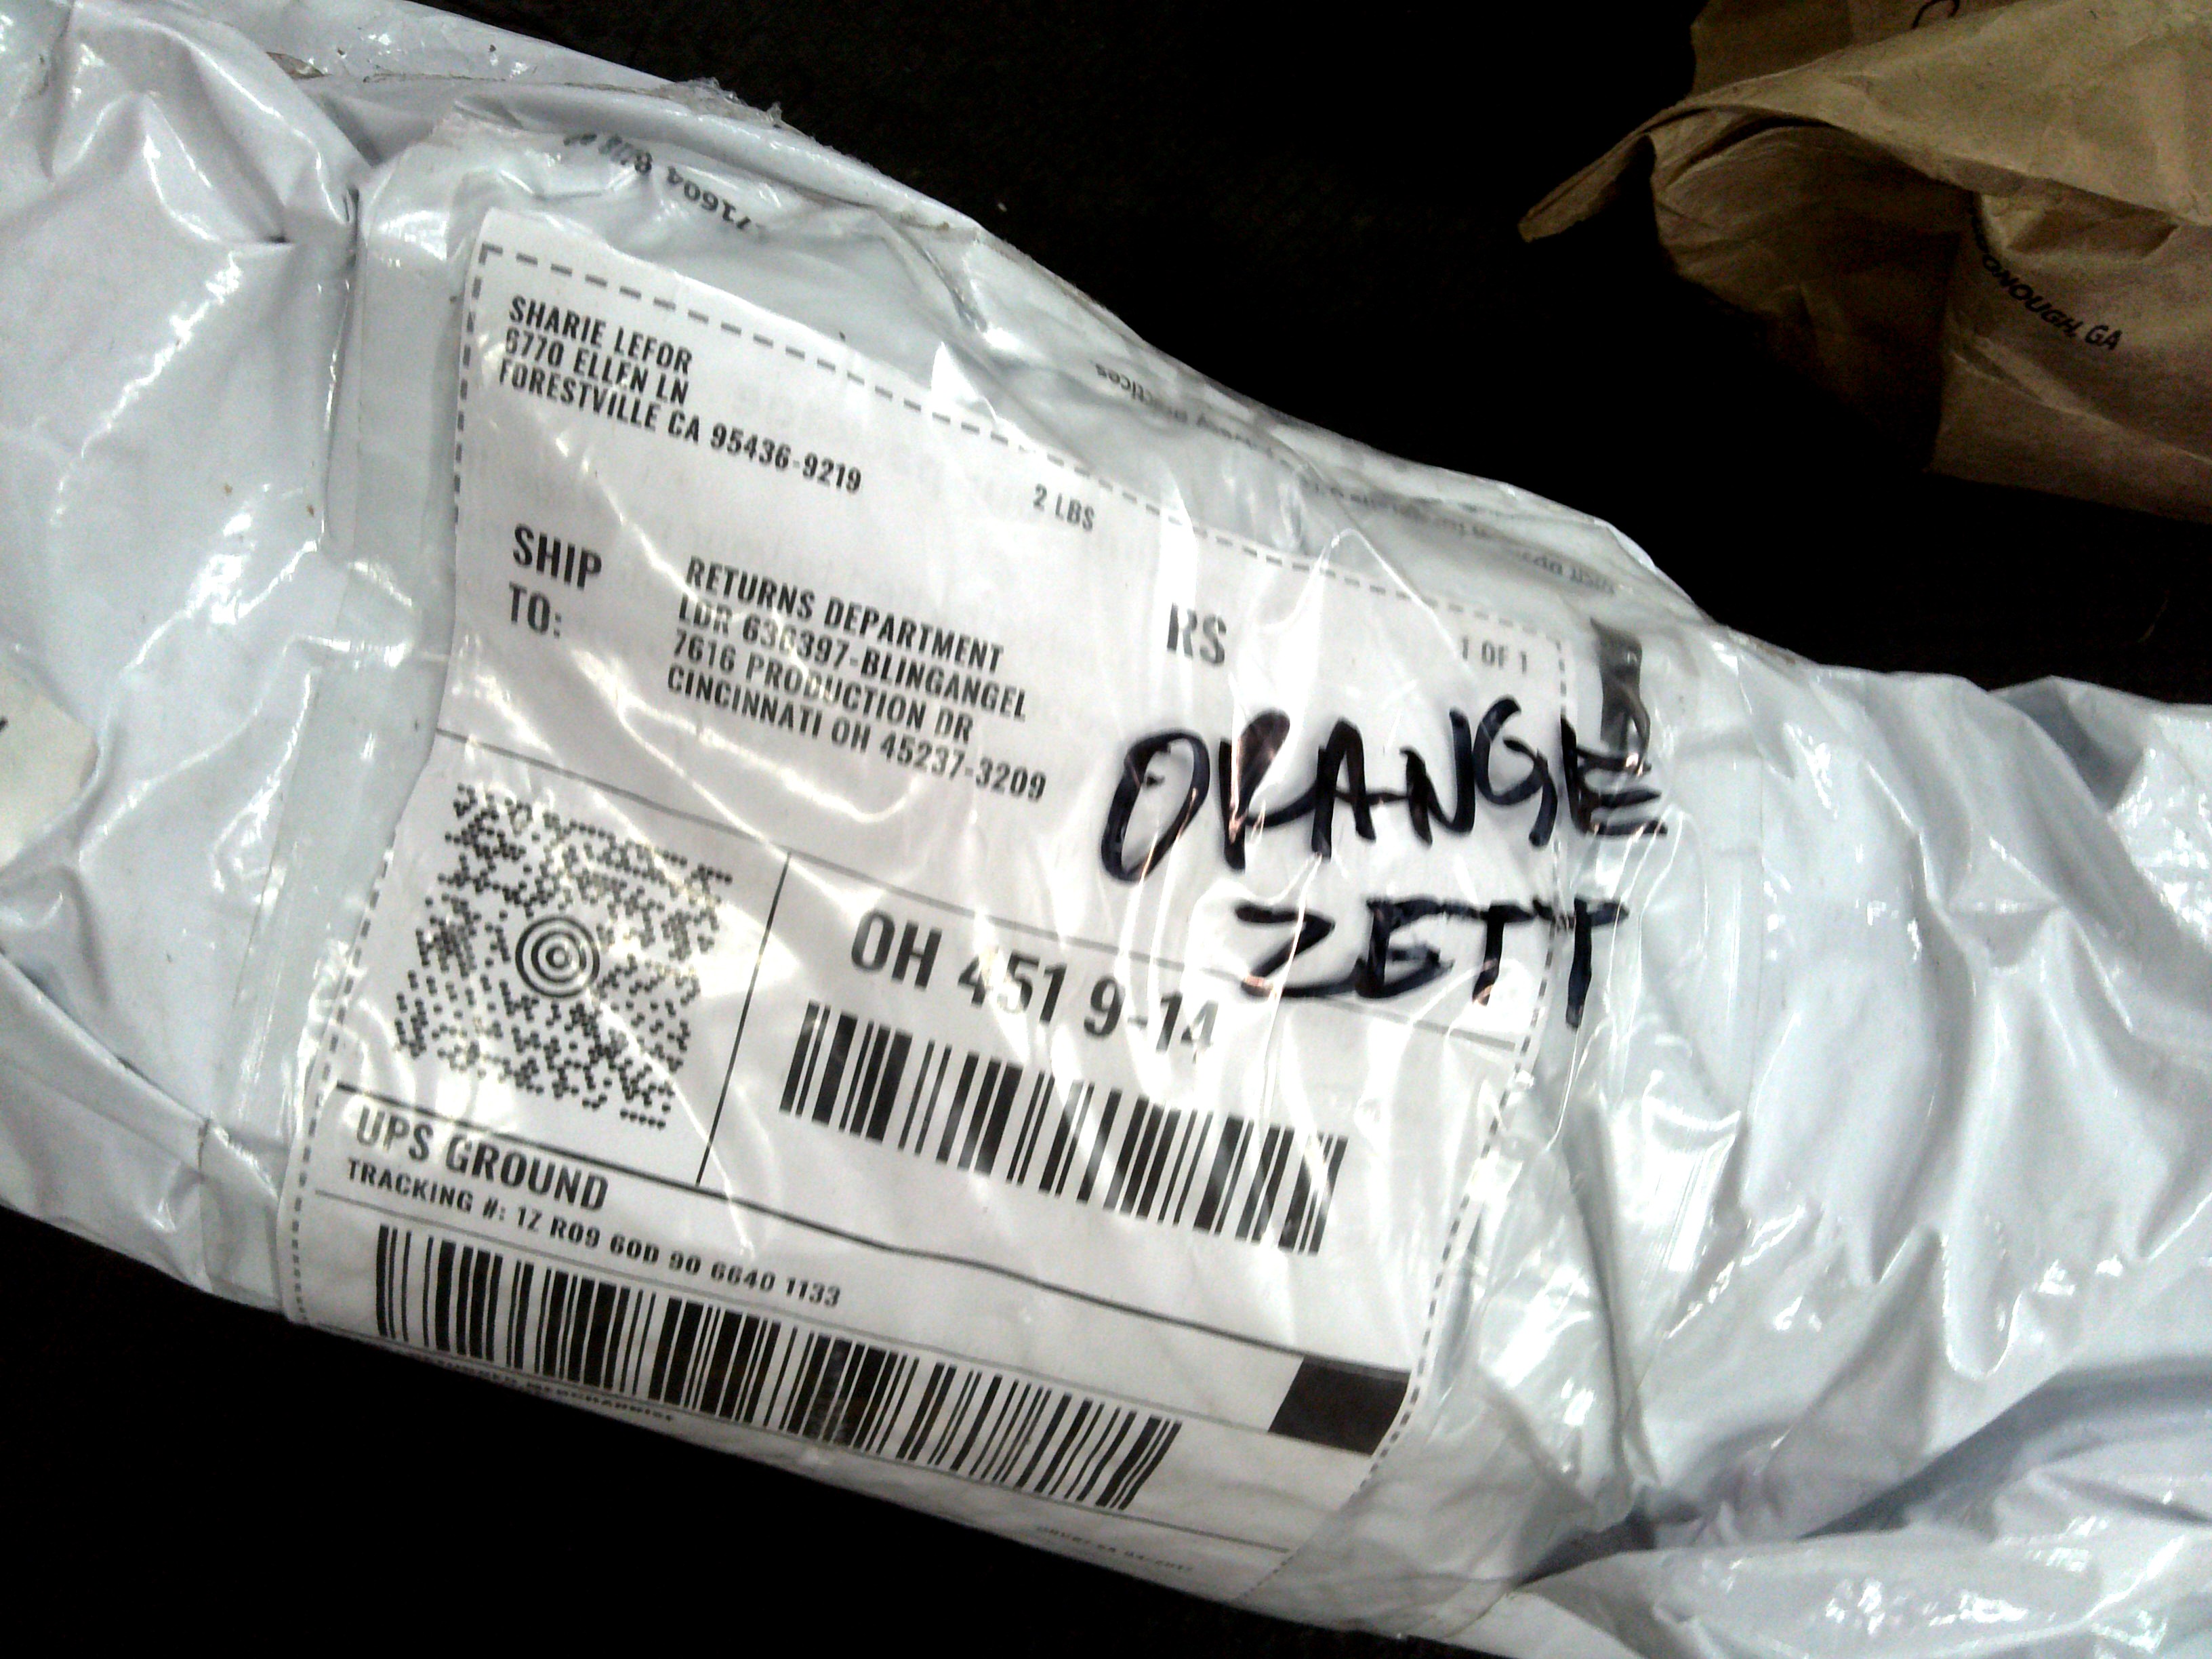 SHARIE LEFOR
6770 ELLEN LN
FORESTVILLE CA 95436-9219
2 LBS
1 OF 1
SHIP
TO:
RETURNS DEPARTMENT
LDR 630397-BLINGANGEL
7616 PRODUCTION DR
CINCINNATI OH 45237-3209
RS
ORANGE
ZETT
OH 451 9-14
UPS GROUND
TRACKING #: 1Z R09 60D 90 6640 1133
MERCHANDISE
GA